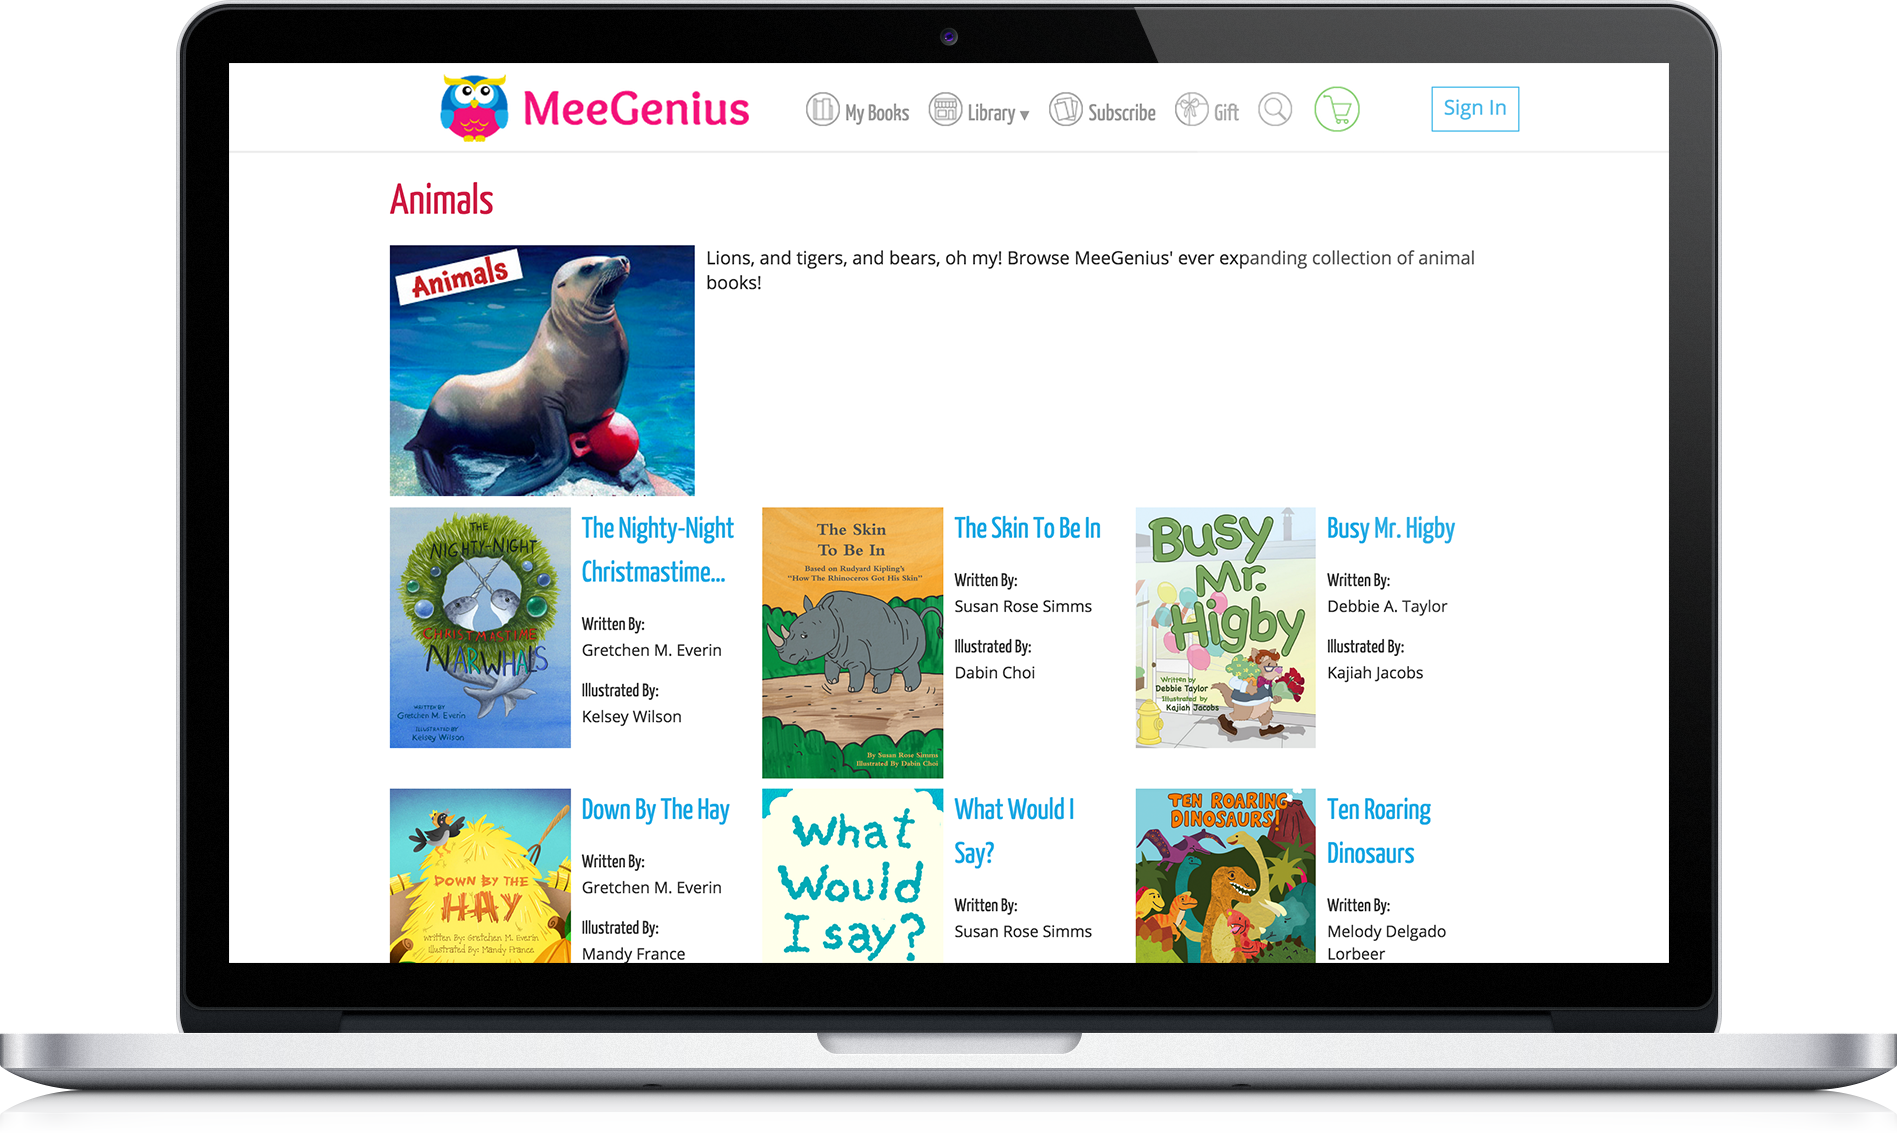 MeeGenius
My Books
Library ▾
Subscribe
Gift
Sign In
Animals
Animals
Lions, and tigers, and bears, oh my! Browse MeeGenius' ever expanding collection of animal
books!
THE
NIGHTY-NIGHT
CHRISTMASTIME
NARWHALS
WRITTEN BY
Gretchen M. Everin
ILLUSTRATED BY
Kelsey Wilson
The Nighty-Night
Christmastime...
Written By:
Gretchen M. Everin
Illustrated By:
Kelsey Wilson
The Skin
To Be In
Based on Rudyard Kipling's
"How The Rhinoceros Got His Skin"
By Susan Rose Simms
Illustrated By Dabin Choi
The Skin To Be In
Written By:
Susan Rose Simms
Illustrated By:
Dabin Choi
Busy
Mr.
Higby
Written by
Debbie Taylor
Illustrated by
Kajiah Jacobs
Busy Mr. Higby
Written By:
Debbie A. Taylor
Illustrated By:
Kajiah Jacobs
DOWN BY THE
HAY
Written By: Gretchen M. Everin
Illustrated By: Mandy France
Down By The Hay
Written By:
Gretchen M. Everin
Illustrated By:
Mandy France
What
Would
I say?
What Would I
Say?
Written By:
Susan Rose Simms
TEN ROARING
DINOSAURS!
Ten Roaring
Dinosaurs
Written By:
Melody Delgado
Lorbeer